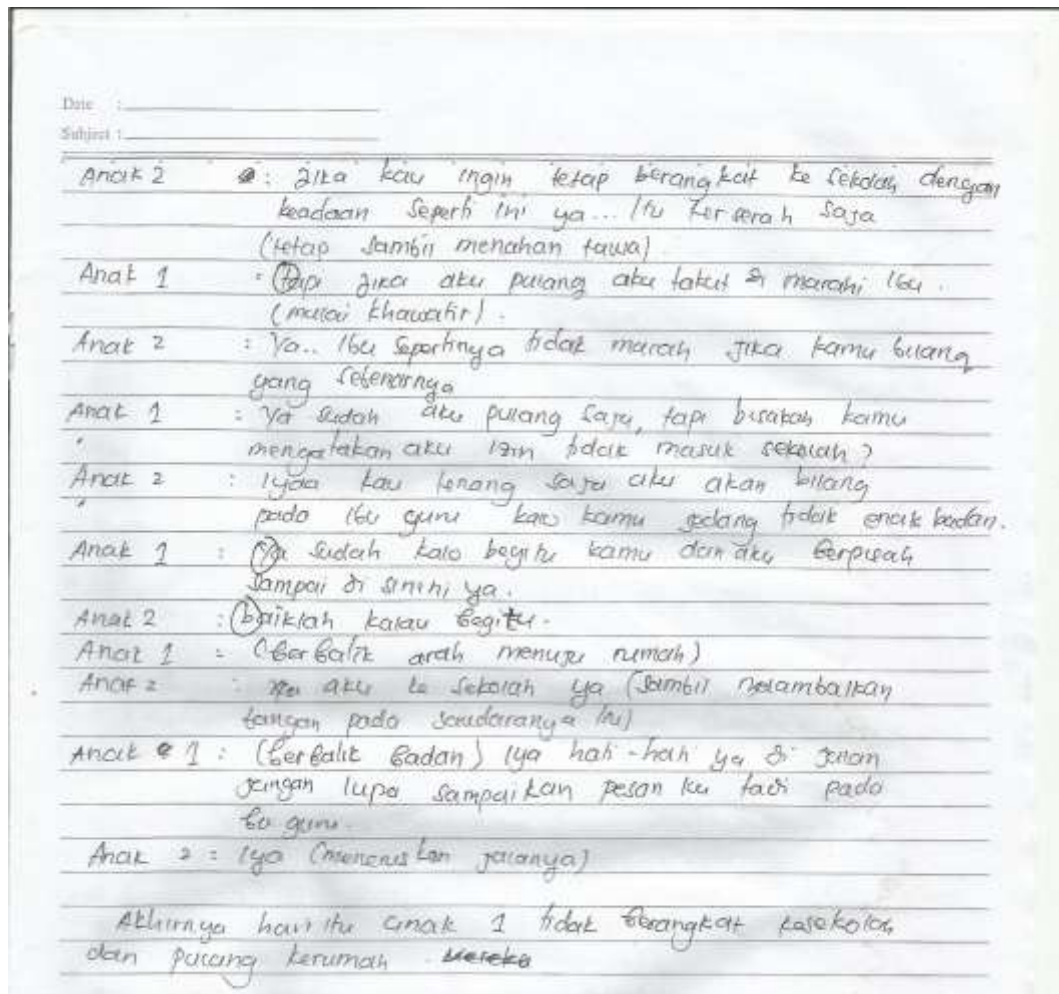 Date :
Subject :
Anak 2 : Jika kau ingin tetap berangkat ke sekolah dengan
keadaan seperti ini ya... itu terserah saja
(tetap sambil menahan tawa).
Anak 1 : tapi jika aku pulang aku takut di marahi Ibu.
(mulai khawatir).
Anak 2 : Ya.. Ibu sepertinya tidak marah jika kamu bilang
yang sebenarnya
Anak 1 : Ya sudah aku pulang saja, tapi bisakah kamu
mengatakan aku izin tidak masuk sekolah?
Anak 2 : Iyaa kau tenang saja aku akan bilang
pada Ibu guru kamu sedang tidak enak badan.
Anak 1 : Ya sudah kalo begitu kamu dan aku berpisah
sampai di sinini ya.
Anak 2 : baiklah kalau begitu.
Anak 1 : (berbalik arah menuju rumah)
Anak 2 : aku ke sekolah ya (sambil melambaikan
tangan pada saudaranya itu)
Anak 1 : (berbalik badan) iya hati-hati ya di jalan
jangan lupa sampaikan pesan ku tadi pada
bu guru.
Anak 2 : iya (meneruskan jalanya)
Akhirnya hari itu anak 1 tidak berangkat kesekolah
dan pulang kerumah. Mereka